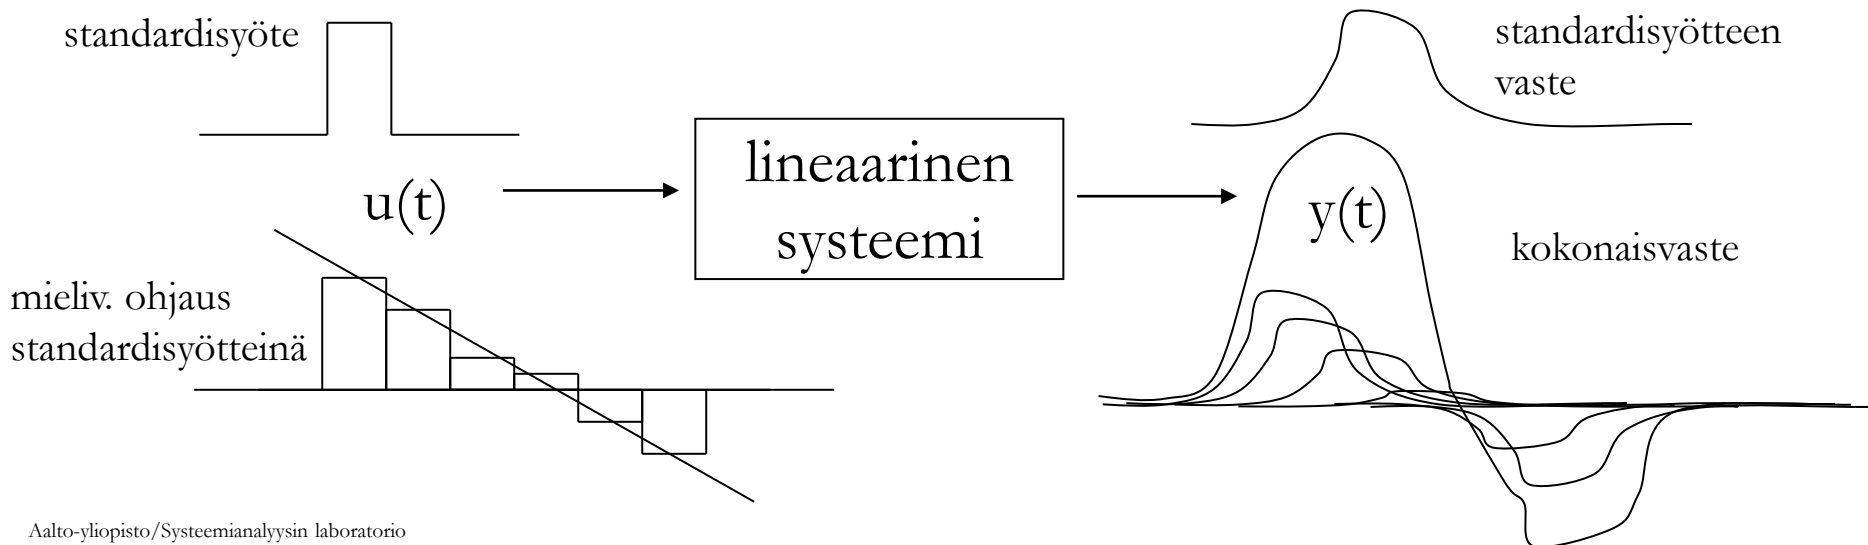 standardisyöte
standardisyötteen
vaste
lineaarinen
systeemi
u(t)
y(t)
kokonaisvaste
mieliv. ohjaus
standardisyötteinä
Aalto-yliopisto/Systeemianalyysin laboratorio